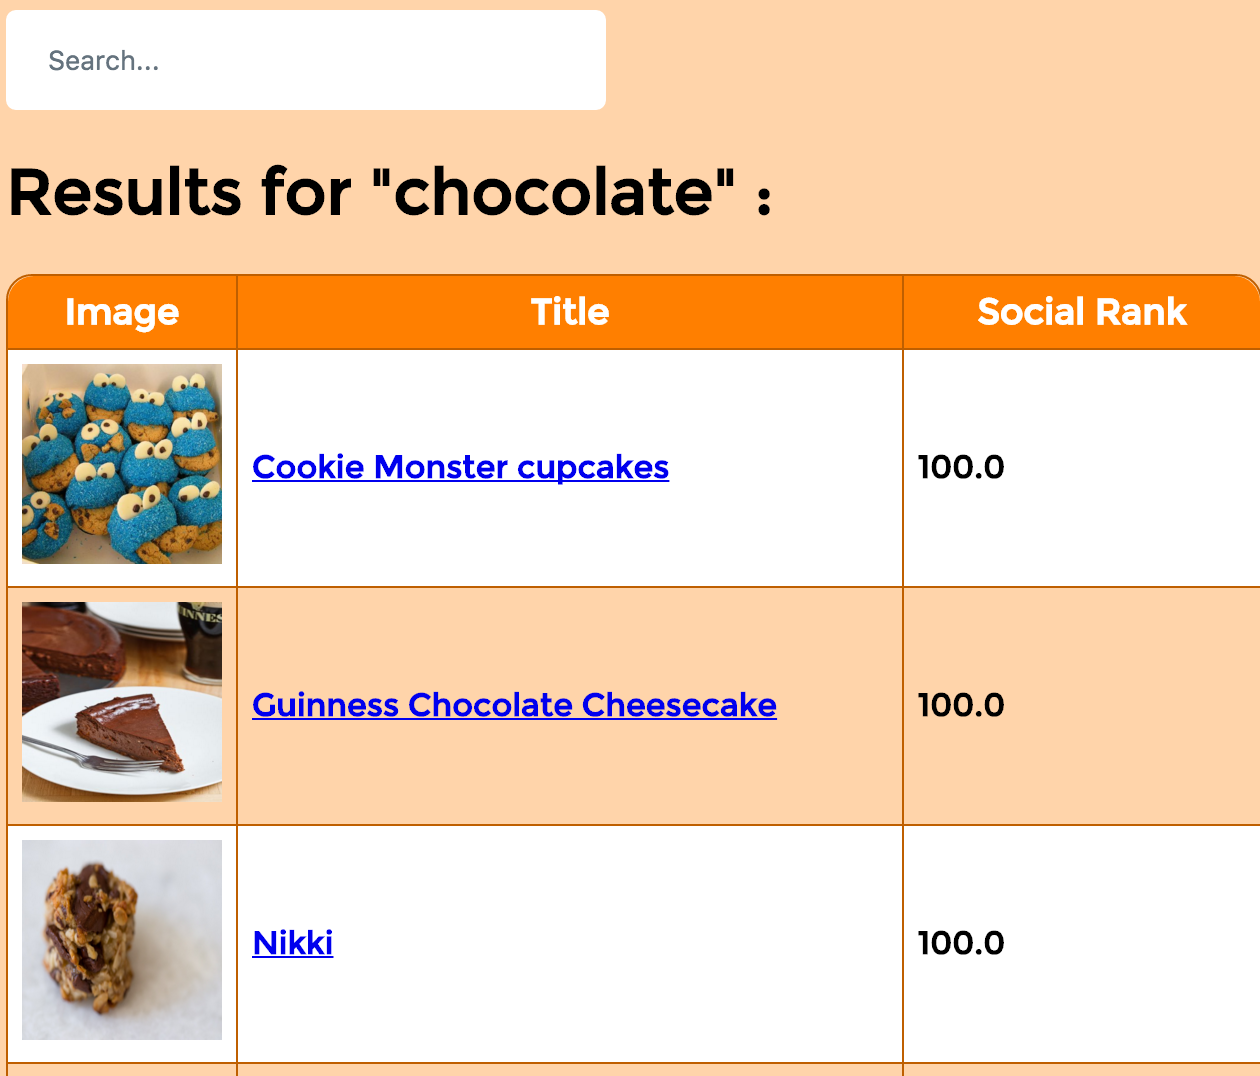 Search...
Results for "chocolate" :
Image Title Social Rank
Cookie Monster cupcakes 100.0
Guinness Chocolate Cheesecake 100.0
Nikki 100.0